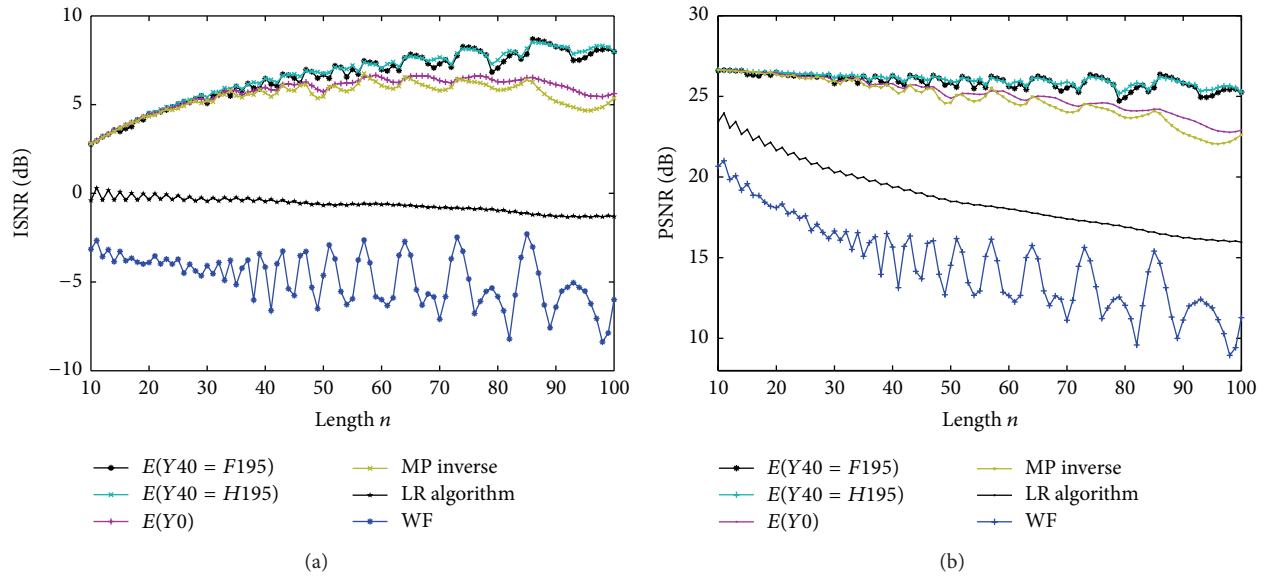 10
5
0
−5
−10
ISNR (dB)
10 20 30 40 50 60 70 80 90 100
Length n
E(Y40 = F195)
E(Y40 = H195)
E(Y0)
MP inverse
LR algorithm
WF
(a)
30
25
20
15
10
PSNR (dB)
10 20 30 40 50 60 70 80 90 100
Length n
E(Y40 = F195)
E(Y40 = H195)
E(Y0)
MP inverse
LR algorithm
WF
(b)